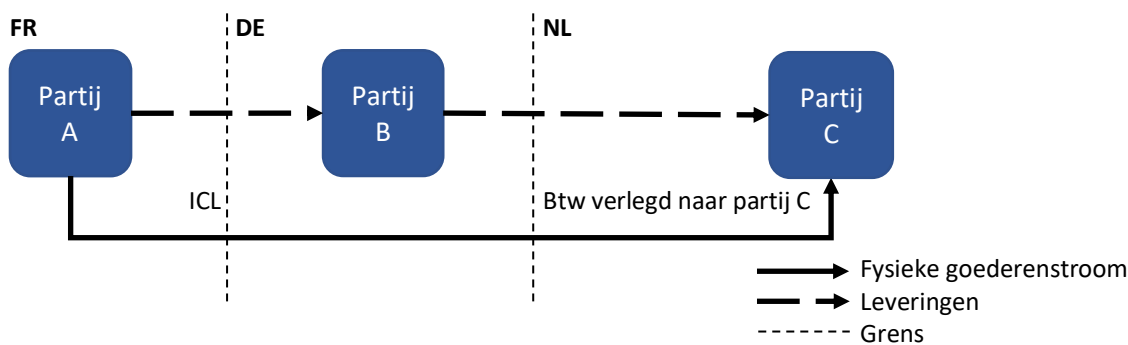 FR
DE
NL
Partij
A
Partij
B
Partij
C
ICL
Btw verlegd naar partij C
Fysieke goederenstroom
Leveringen
Grens